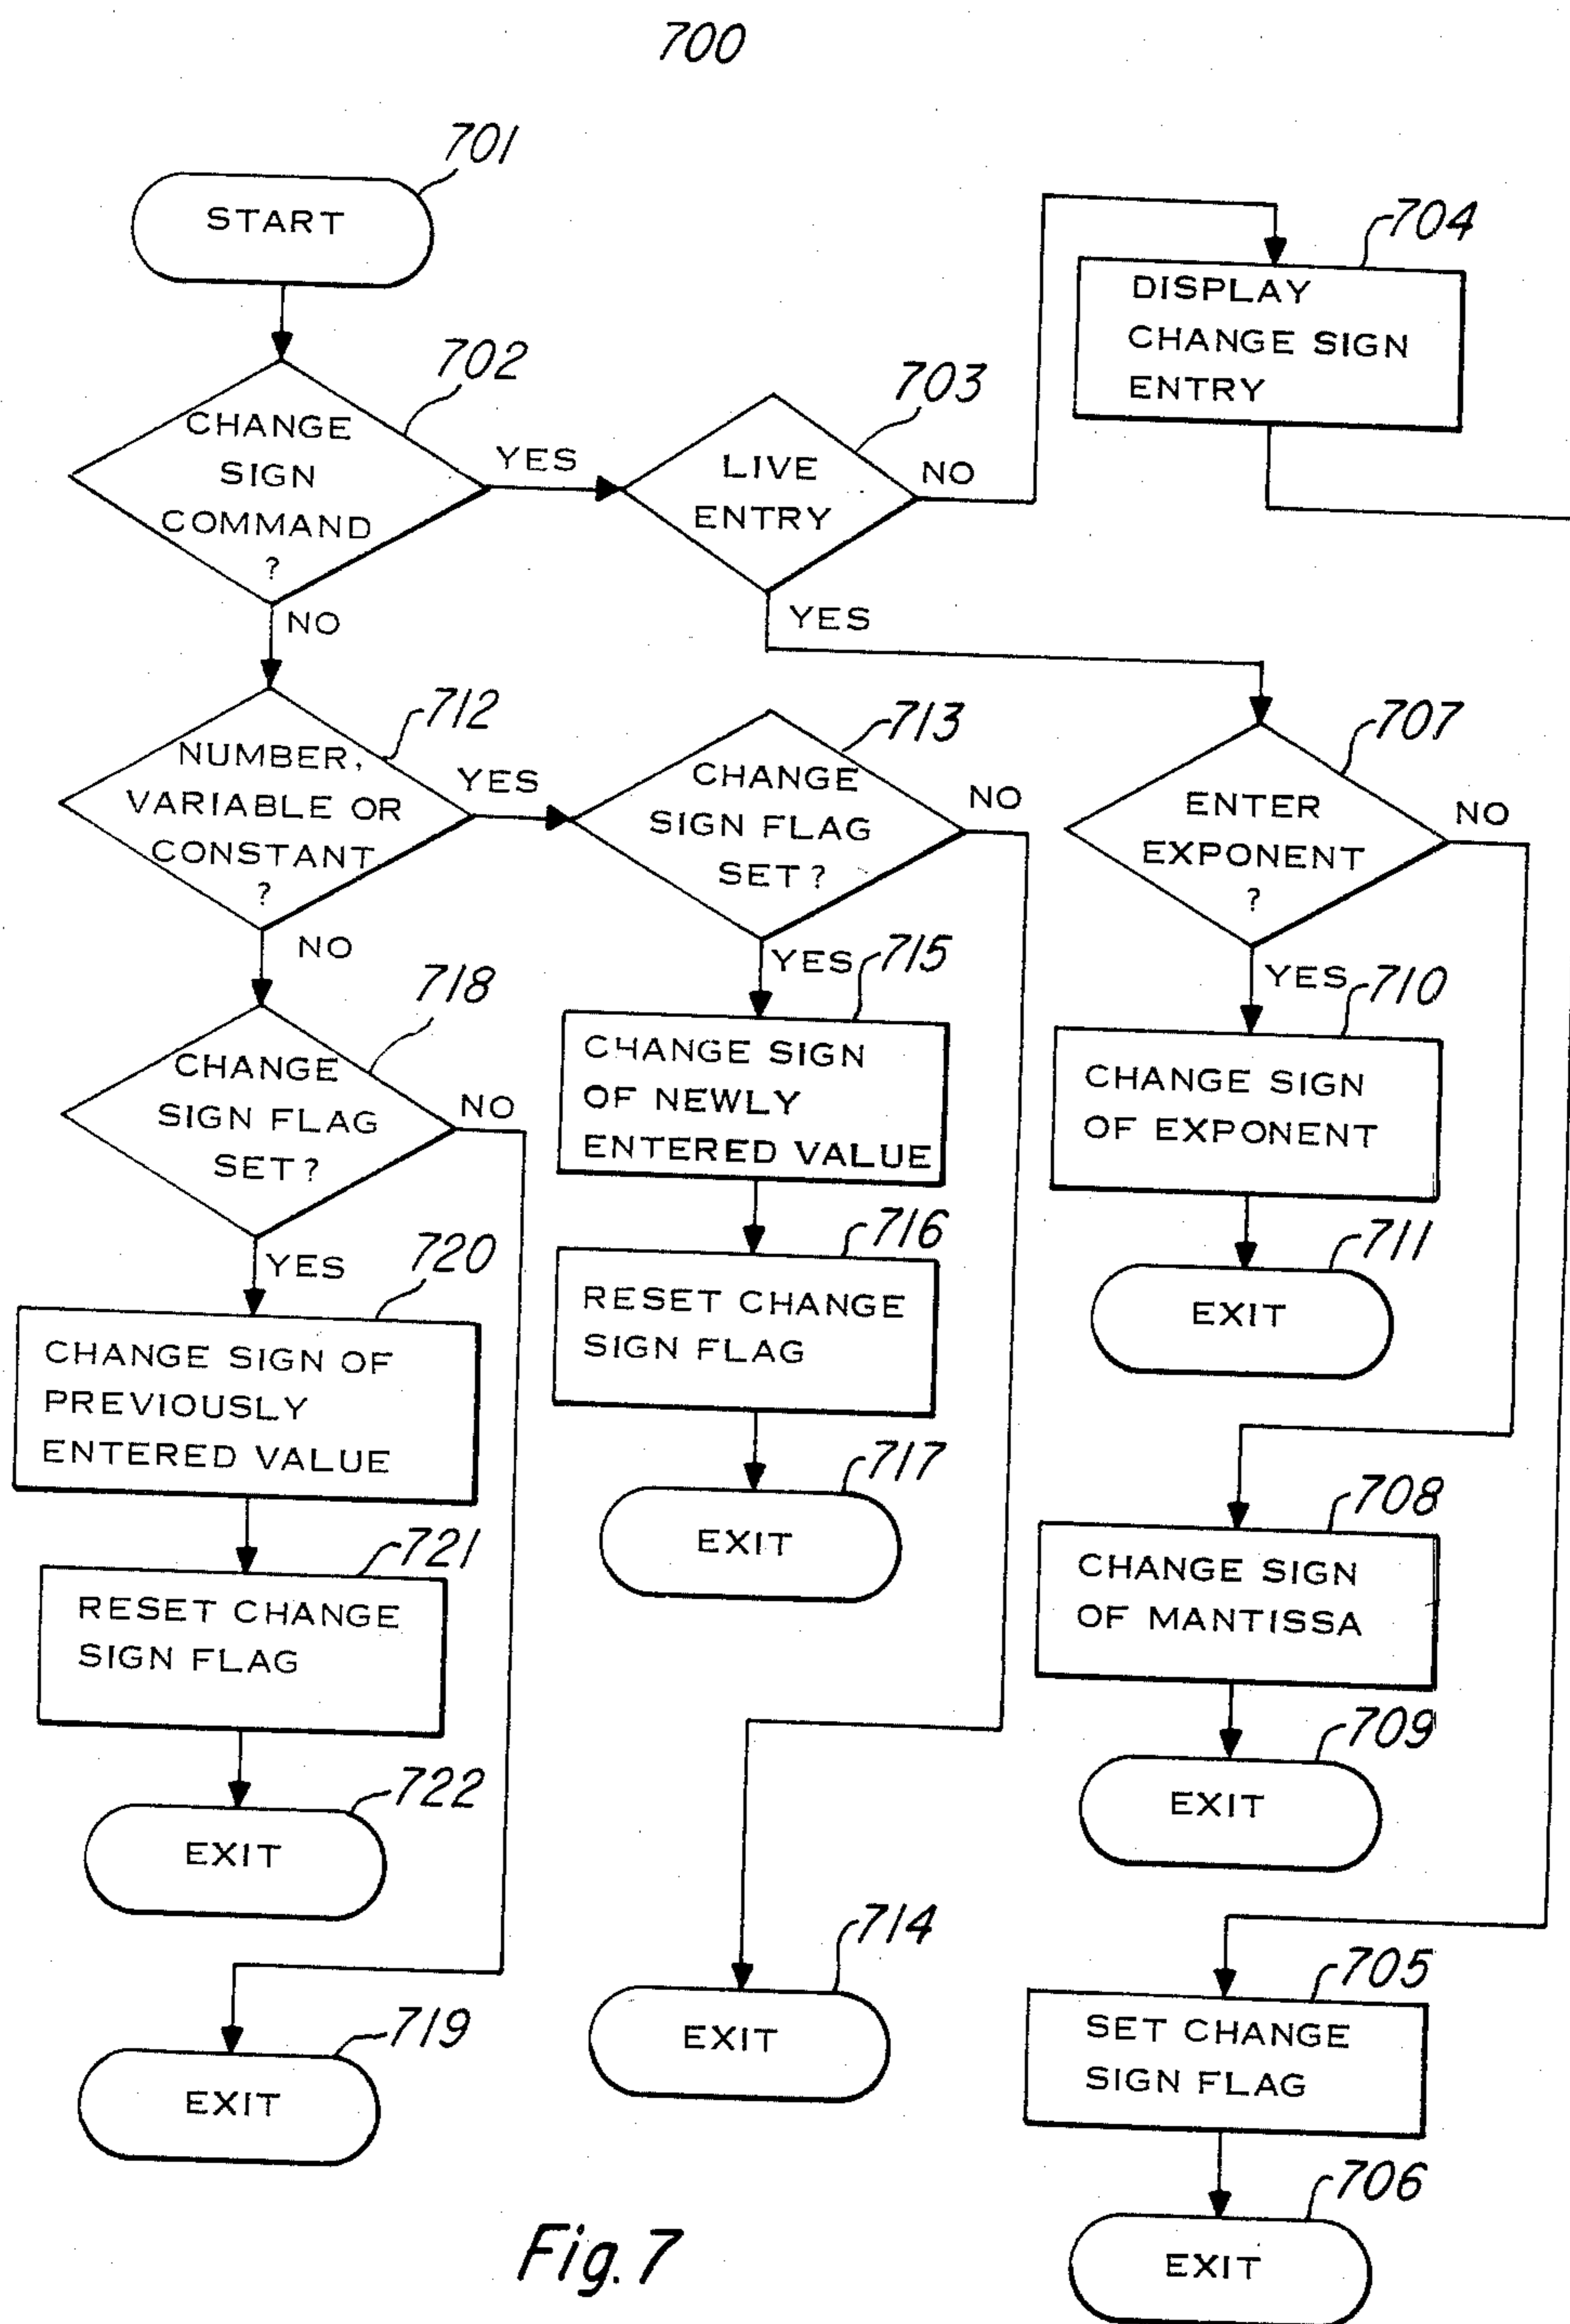 700
701
START
702
CHANGE
SIGN
COMMAND
?
YES
NO
703
LIVE
ENTRY
NO
YES
704
DISPLAY
CHANGE SIGN
ENTRY
712
NUMBER,
VARIABLE OR
CONSTANT
?
YES
NO
713
CHANGE
SIGN FLAG
SET?
NO
YES
707
ENTER
EXPONENT
?
NO
YES
718
CHANGE
SIGN FLAG
SET?
NO
YES
715
CHANGE SIGN
OF NEWLY
ENTERED VALUE
710
CHANGE SIGN
OF EXPONENT
720
CHANGE SIGN OF
PREVIOUSLY
ENTERED VALUE
716
RESET CHANGE
SIGN FLAG
711
EXIT
721
RESET CHANGE
SIGN FLAG
717
EXIT
708
CHANGE SIGN
OF MANTISSA
722
EXIT
709
EXIT
719
EXIT
714
EXIT
705
SET CHANGE
SIGN FLAG
706
EXIT
Fig. 7